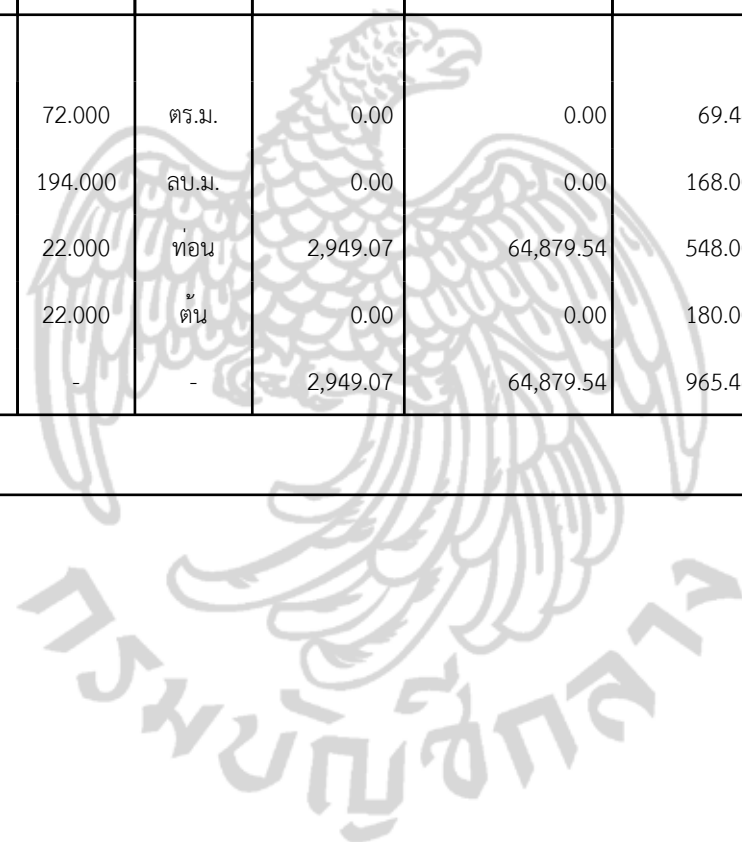 72.000 ตร.ม. 0.00 0.00 69.4
194.000 ลบ.ม. 0.00 0.00 168.0
22.000 ท่อน 2,949.07 64,879.54 548.0
22.000 ต้น 0.00 0.00 180.0
- - 2,949.07 64,879.54 965.4
กรมบัญชีกลาง